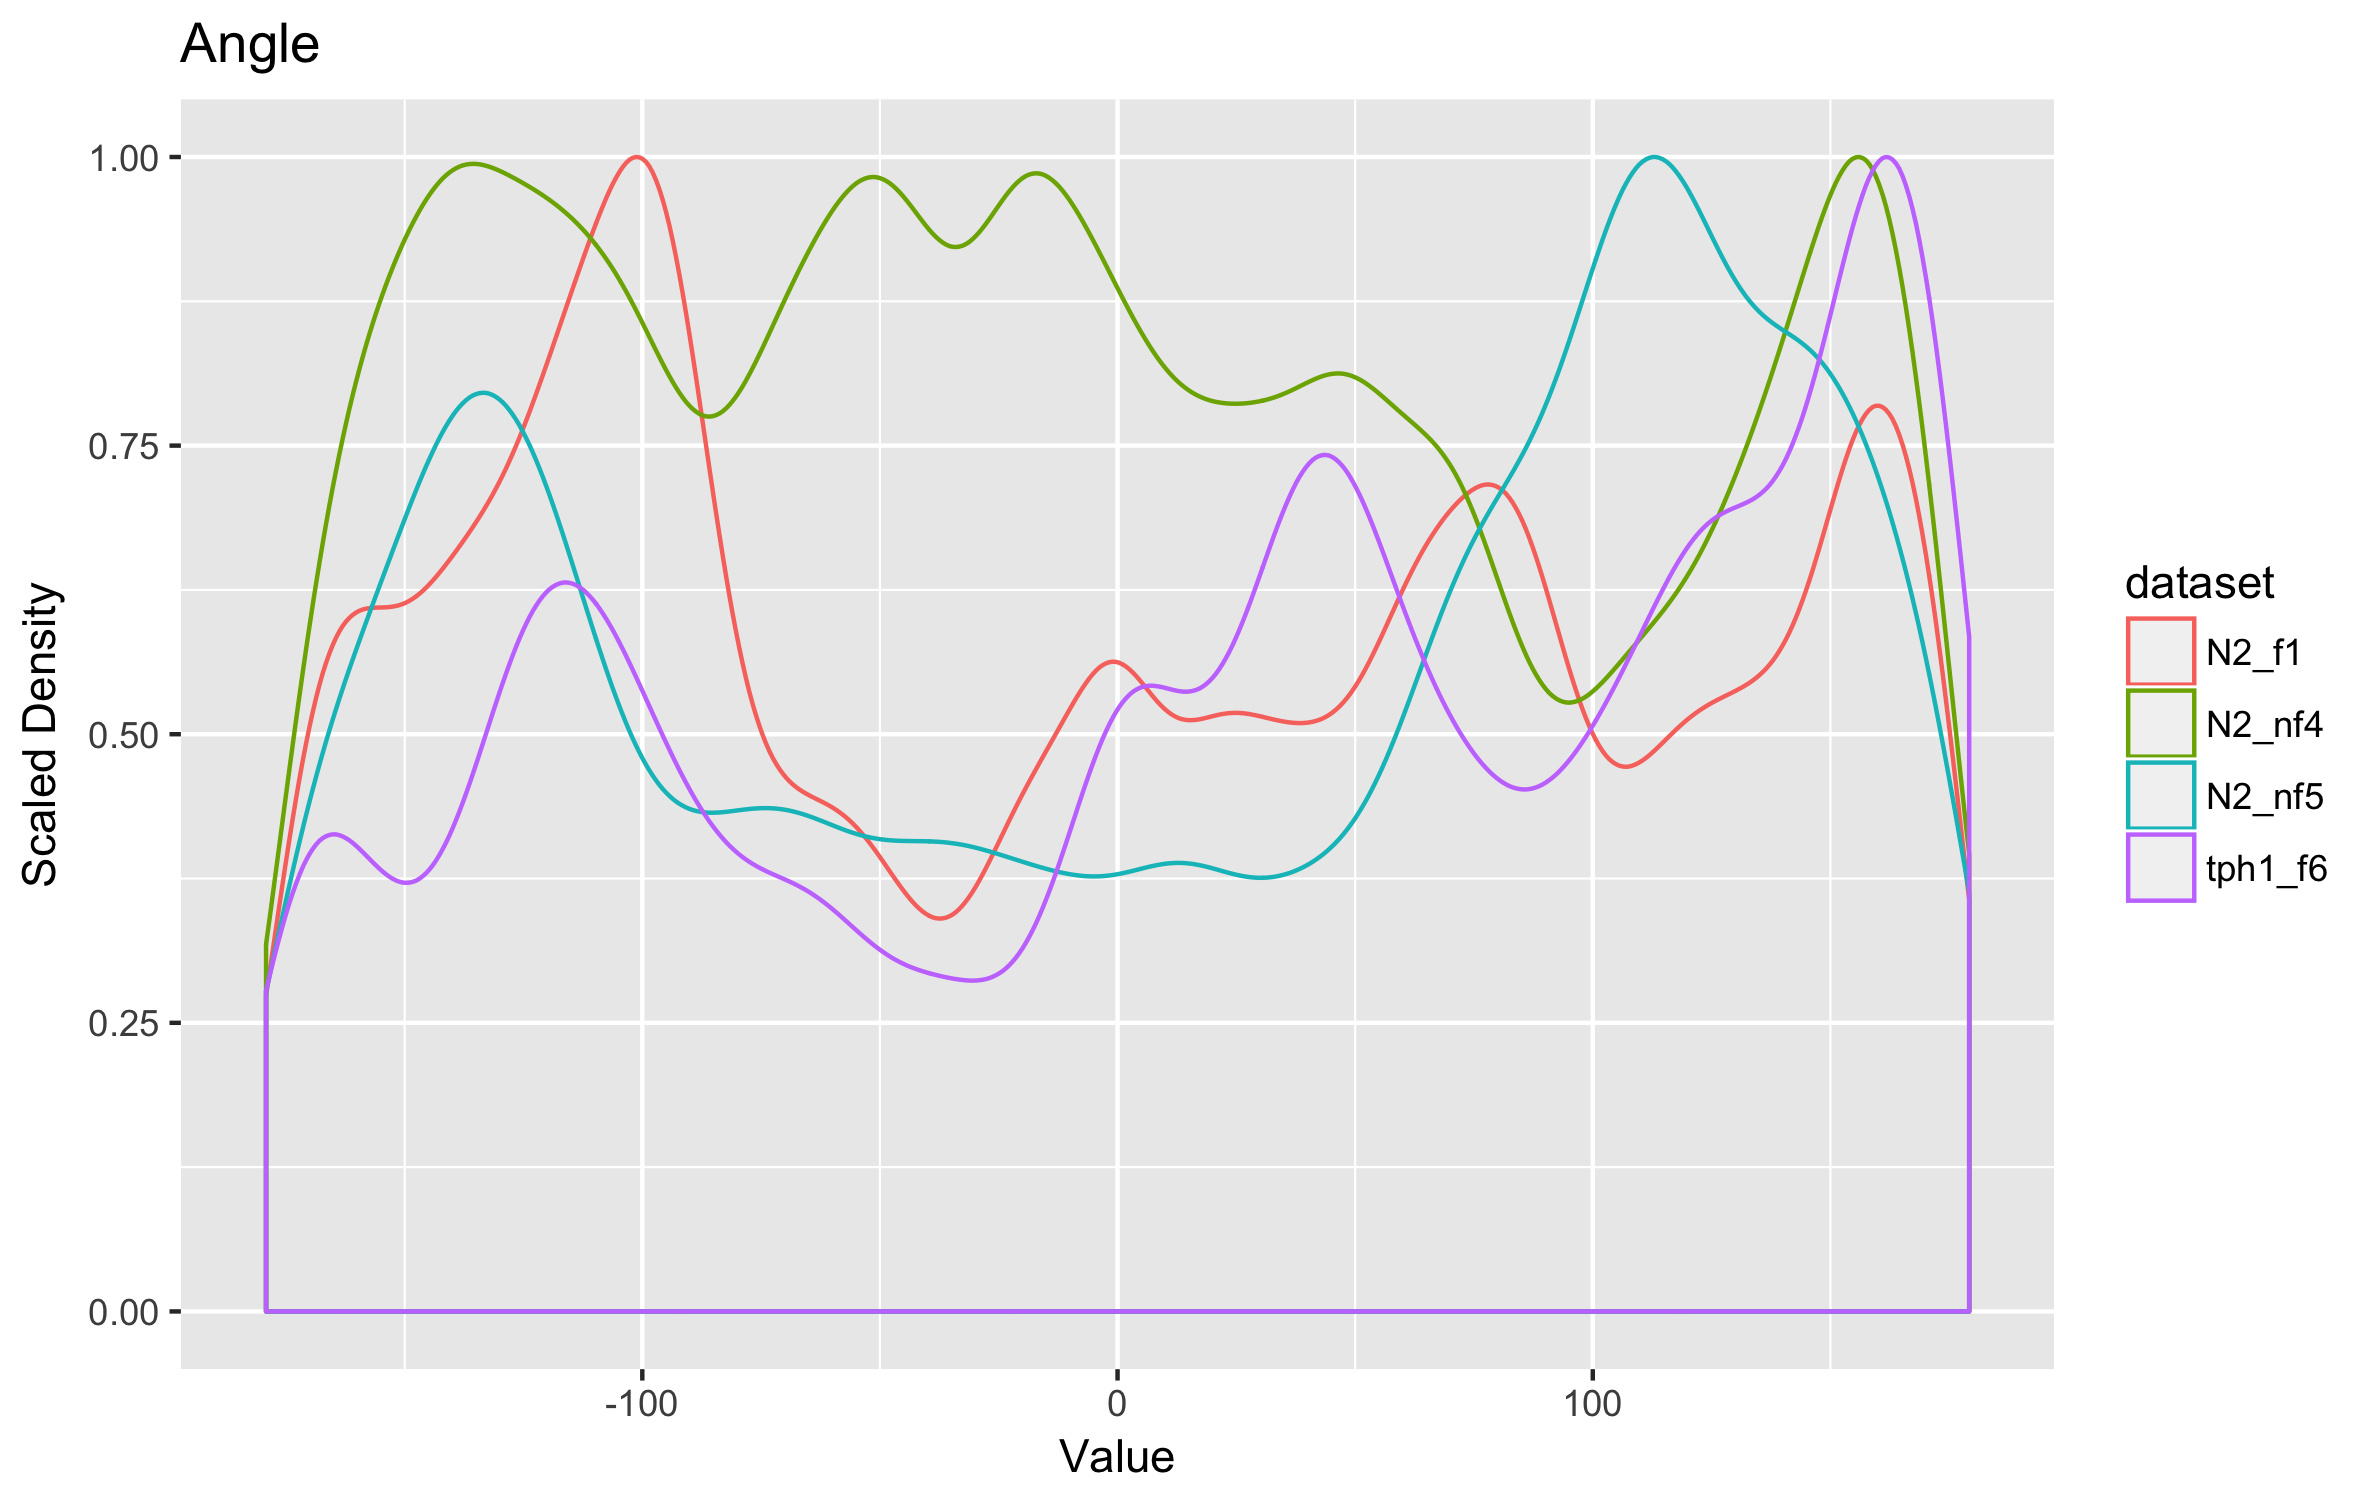 Angle
1.00
0.75
0.50
0.25
0.00
Scaled Density
-100 0 100
Value
dataset
N2_f1
N2_nf4
N2_nf5
tph1_f6